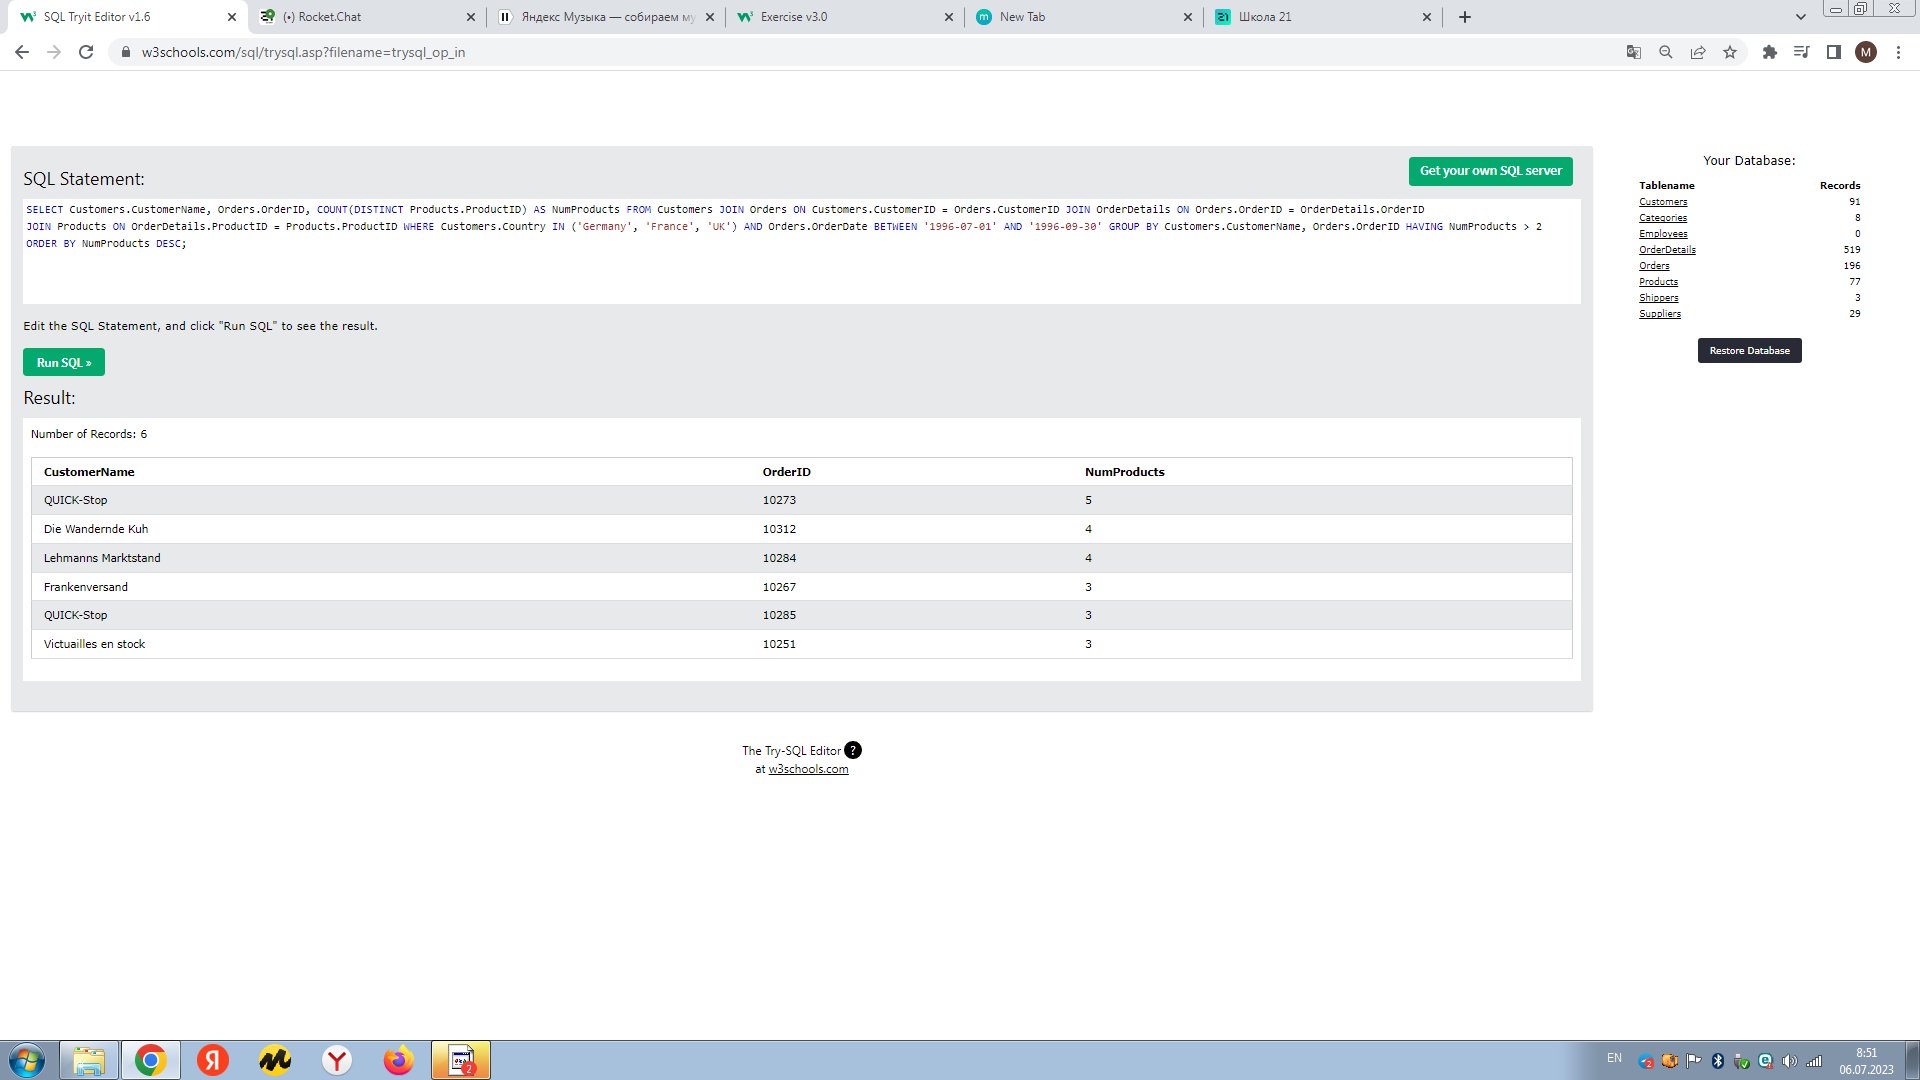 SQL Tryit Editor v1.6
(•) Rocket.Chat
Яндекс Музыка — собираем му
Exercise v3.0
New Tab
Школа 21
w3schools.com/sql/trysql.asp?filename=trysql_op_in
M
SQL Statement:
Get your own SQL server
SELECT Customers.CustomerName, Orders.OrderID, COUNT(DISTINCT Products.ProductID) AS NumProducts FROM Customers JOIN Orders ON Customers.CustomerID = Orders.CustomerID JOIN OrderDetails ON Orders.OrderID = OrderDetails.OrderID
JOIN Products ON OrderDetails.ProductID = Products.ProductID WHERE Customers.Country IN ('Germany', 'France', 'UK') AND Orders.OrderDate BETWEEN '1996-07-01' AND '1996-09-30' GROUP BY Customers.CustomerName, Orders.OrderID HAVING NumProducts > 2
ORDER BY NumProducts DESC;
Edit the SQL Statement, and click "Run SQL" to see the result.
Run SQL »
Result:
Number of Records: 6
CustomerName OrderID NumProducts
QUICK-Stop 10273 5
Die Wandernde Kuh 10312 4
Lehmanns Marktstand 10284 4
Frankenversand 10267 3
QUICK-Stop 10285 3
Victuailles en stock 10251 3
The Try-SQL Editor ?
at w3schools.com
Your Database:
Tablename Records
Customers 91
Categories 8
Employees 0
OrderDetails 519
Orders 196
Products 77
Shippers 3
Suppliers 29
Restore Database
EN
8:51
06.07.2023